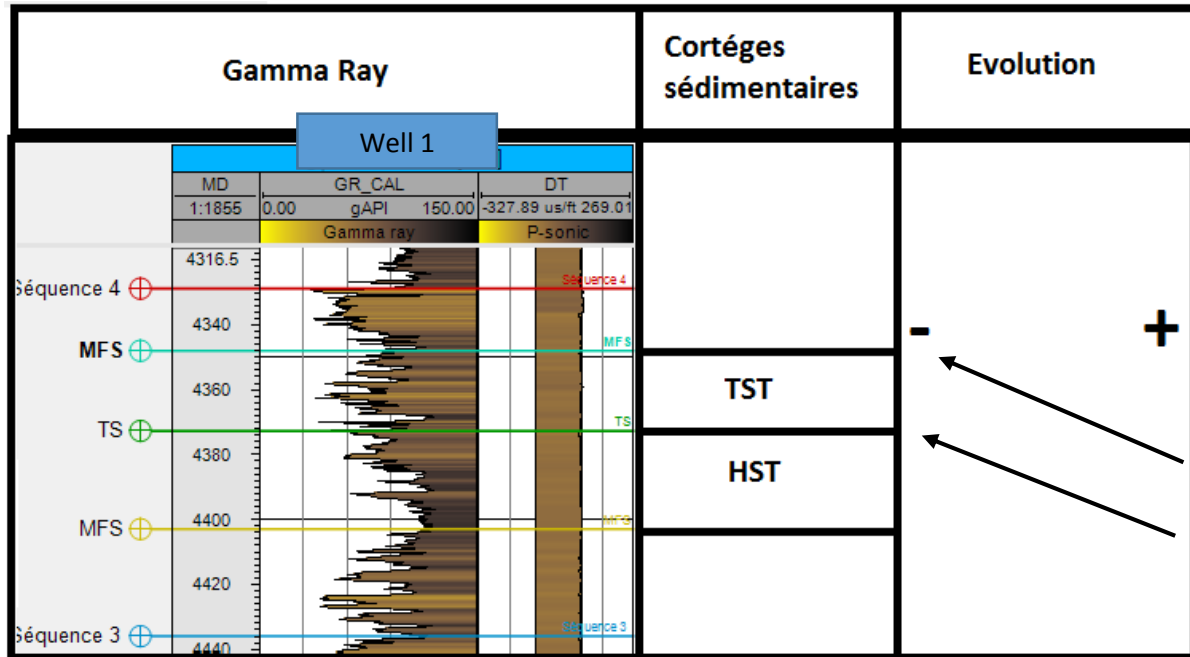 Gamma Ray
Cortéges
sédimentaires
Evolution
Well 1
MD
GR_CAL
DT
1:1855
0.00 gAPI 150.00
-327.89 us/ft 269.01
Gamma ray
P-sonic
4316.5
Séquence 4
Séquence 4
4340
MFS
MFS
- +
4360
TST
TS
TS
4380
HST
4400
MFS
MFS
4420
Séquence 3
Séquence 3
4440